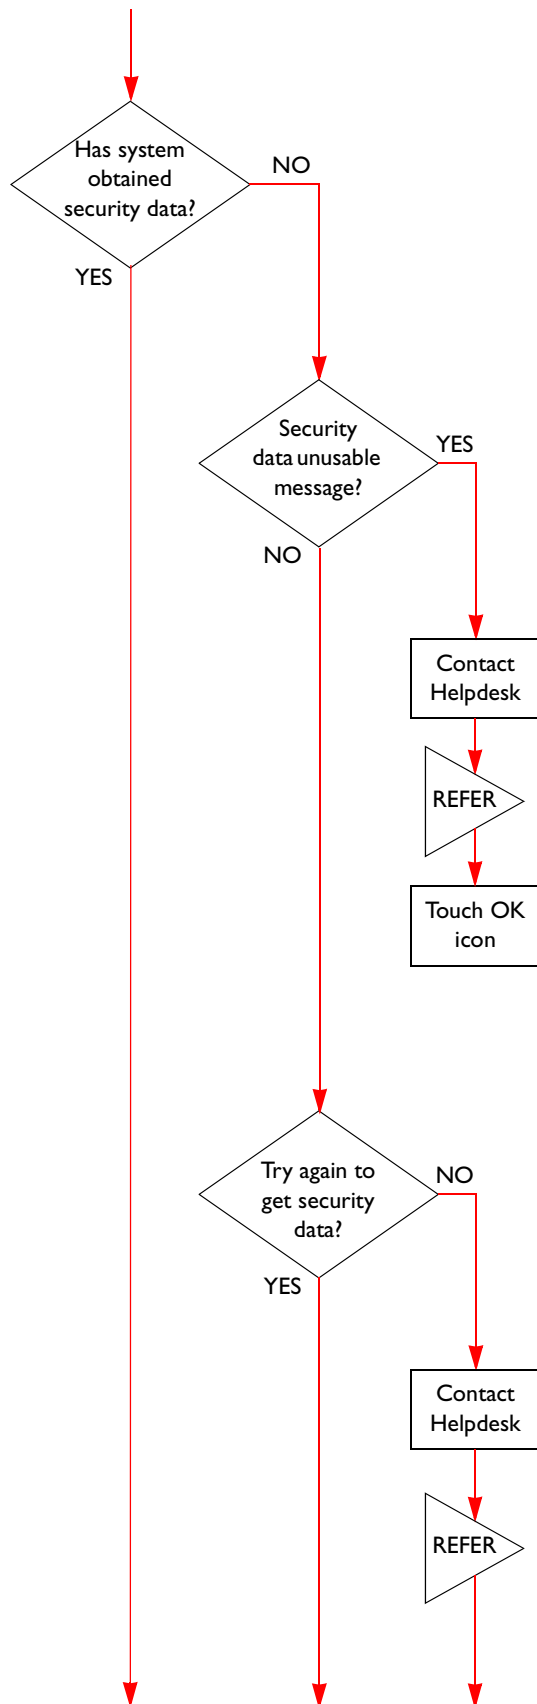 Has system
obtained
security data?
NO
YES
Security
data unusable
message?
YES
NO
Contact
Helpdesk
REFER
Touch OK
icon
Try again to
get security
data?
NO
YES
Contact
Helpdesk
REFER